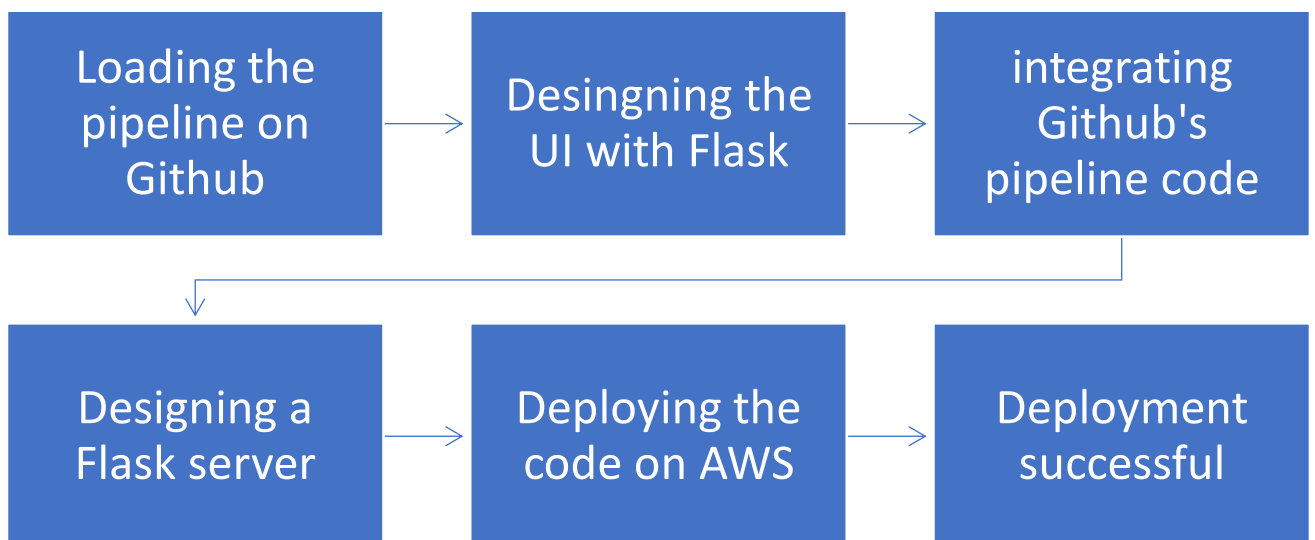 Loading the
pipeline on
Github
Desingning the
UI with Flask
integrating
Github's
pipeline code
Designing a
Flask server
Deploying the
code on AWS
Deployment
successful